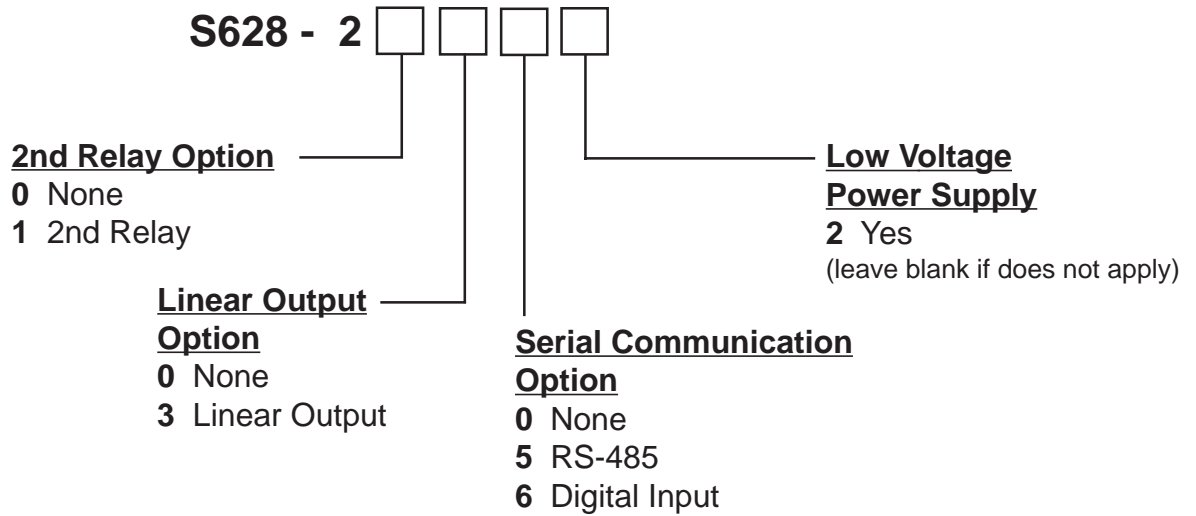 S628 - 2
2nd Relay Option
0 None
1 2nd Relay
Linear Output
Option
0 None
3 Linear Output
Serial Communication
Option
0 None
5 RS-485
6 Digital Input
Low Voltage
Power Supply
2 Yes
(leave blank if does not apply)